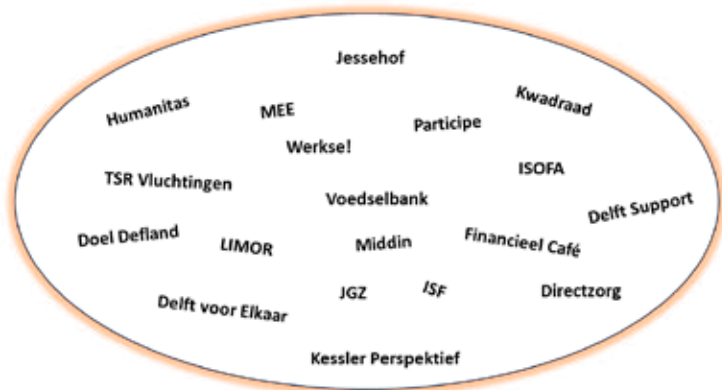 Jessehof
Kwadraad
Humanitas
MEE
Participe
Werkse!
ISOFA
TSR Vluchtingen
Voedselbank
Delft Support
Doel Defland
LIMOR
Middin
Financieel Café
JGZ
ISF
Directzorg
Delft voor Elkaar
Kessler Perspektief